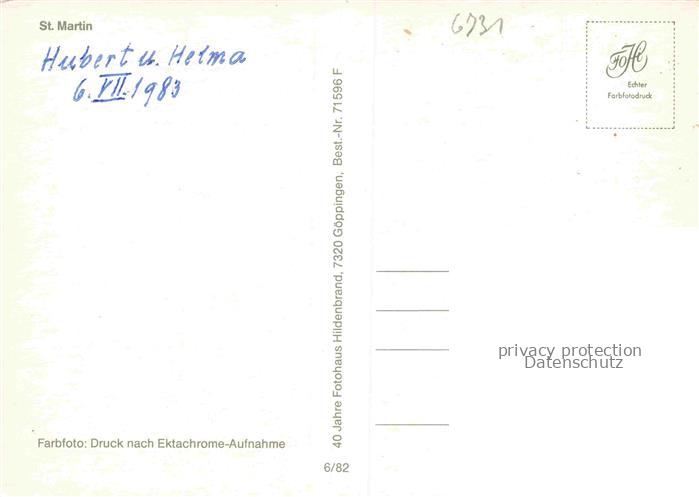 St. Martin
Hubert u. Helma
6. VII. 1983
Farbfoto: Druck nach Ektachrome-Aufnahme
40 Jahre Fotohaus Hildenbrand, 7320 Göppingen, Best.-Nr. 71596 F
6/82
6731
FoHi
Echter
Farbfotodruck
privacy protection
Datenschutz